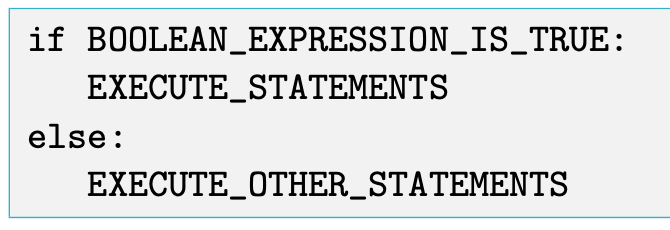 if BOOLEAN_EXPRESSION_IS_TRUE:
   EXECUTE_STATEMENTS
else:
   EXECUTE_OTHER_STATEMENTS